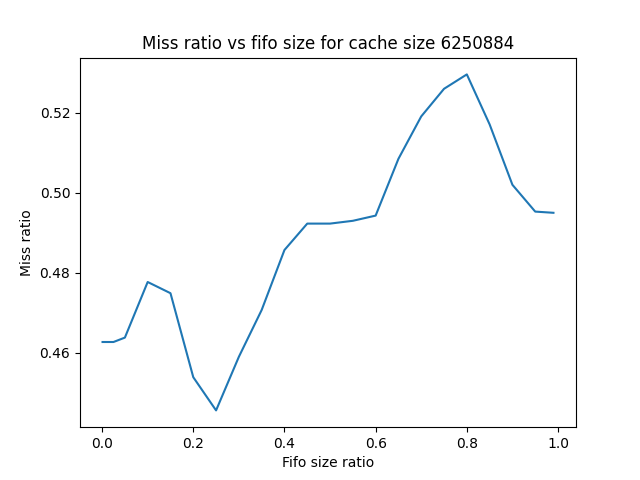 Miss ratio vs fifo size for cache size 6250884
0.52
0.50
0.48
0.46
Miss ratio
0.0 0.2 0.4 0.6 0.8 1.0
Fifo size ratio